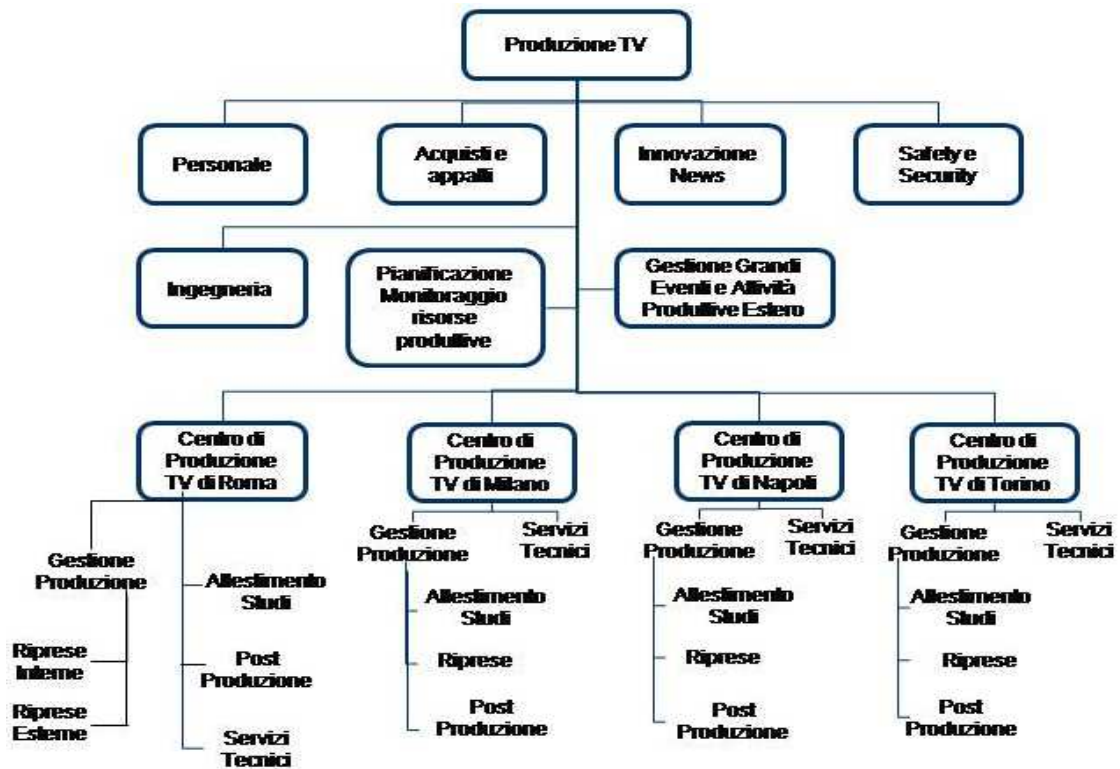 Produzione TV
Personale
Acquisti e
appalti
Innovazione
News
Safety e
Security
Ingegneria
Pianificazione
Monitoraggio
risorse
produttive
Gestione Grandi
Eventi e Attività
Produttive Estero
Centro di
Produzione
TV di Roma
Centro di
Produzione
TV di Milano
Centro di
Produzione
TV di Napoli
Centro di
Produzione
TV di Torino
Gestione
Produzione
Riprese
Interne
Riprese
Esterne
Allestimento
Studi
Post
Produzione
Servizi
Tecnici
Gestione
Produzione
Servizi
Tecnici
Allestimento
Studi
Riprese
Post
Produzione
Gestione
Produzione
Servizi
Tecnici
Allestimento
Studi
Riprese
Post
Produzione
Gestione
Produzione
Servizi
Tecnici
Allestimento
Studi
Riprese
Post
Produzione